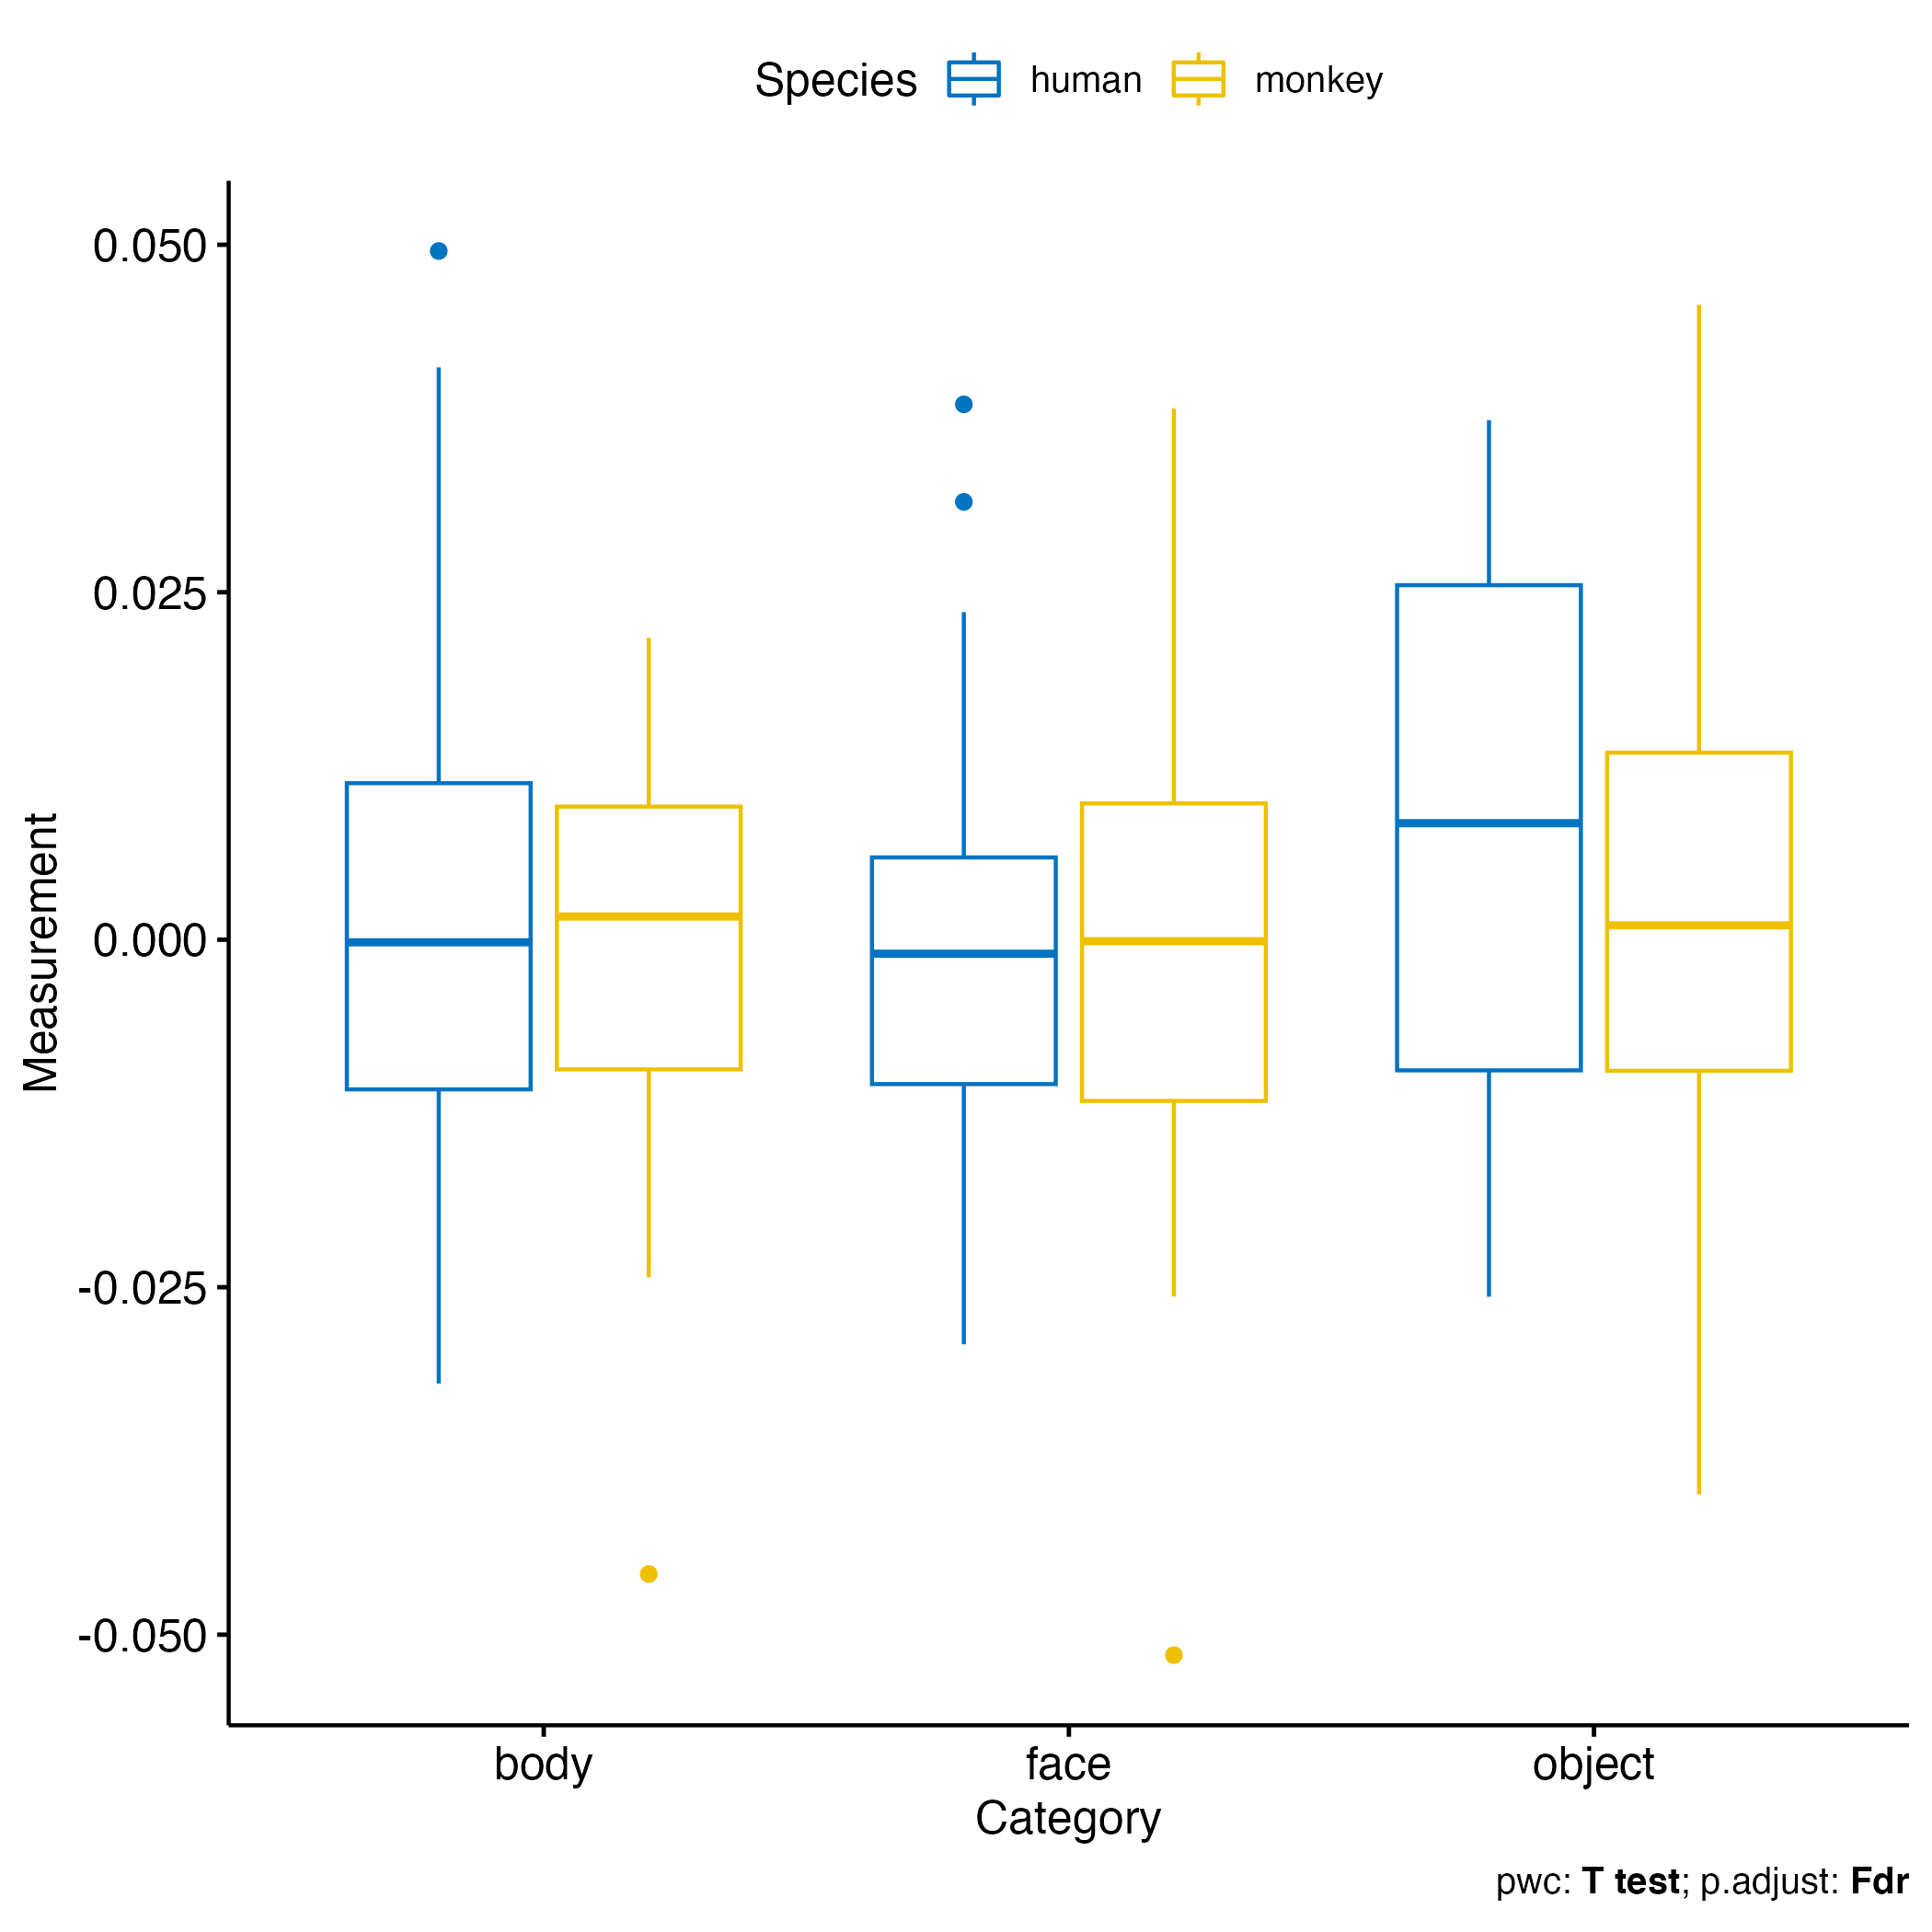 Species human monkey
Measurement
0.050
0.025
0.000
-0.025
-0.050
body face object
Category
pwc: T test; p.adjust: Fdr